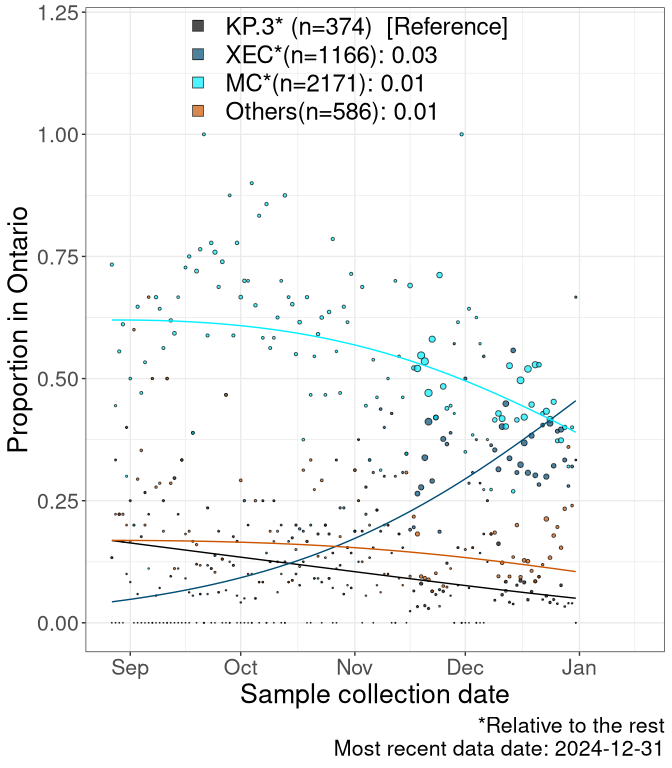 1.25
KP.3* (n=374)  [Reference]
XEC*(n=1166): 0.03
MC*(n=2171): 0.01
Others(n=586): 0.01
1.00
0.75
0.50
0.25
0.00
Proportion in Ontario
Sep Oct Nov Dec Jan
Sample collection date
*Relative to the rest
Most recent data date: 2024-12-31